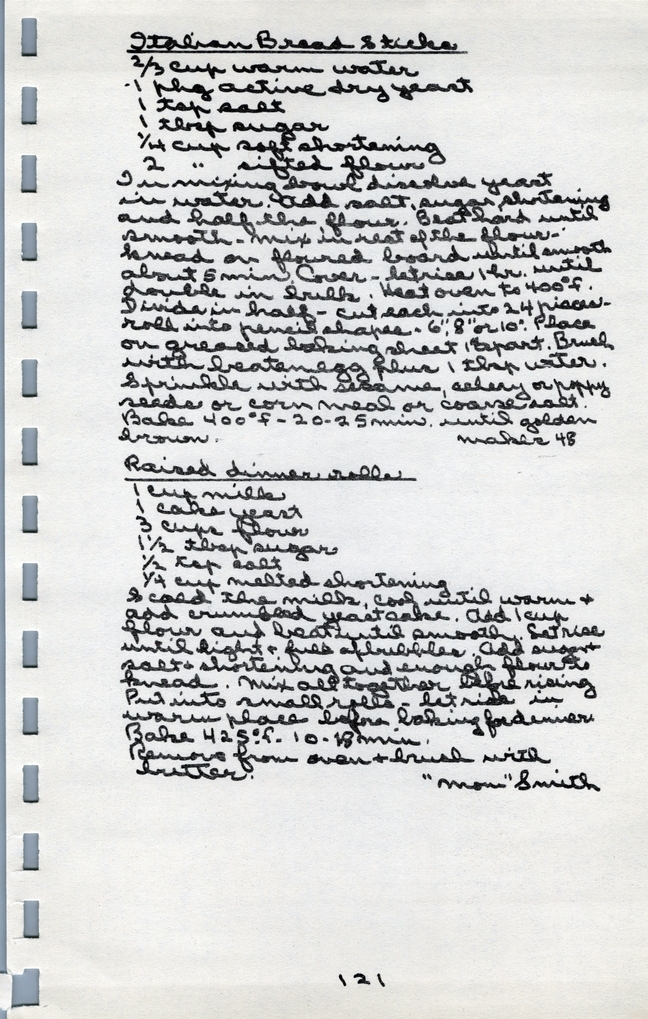 Italian Bread Sticks
2/3 cup warm water
1 pkg active dry yeast
1 tsp salt
1 tbsp sugar
1/4 cup soft shortening
2 " sifted flour
In mixing bowl dissolve yeast
in water. Add salt, sugar, shortening
and half the flour. Beat hard until
smooth - mix in rest of the flour -
knead on floured board until smooth
about 5 min. Cover - let rise 1 hr. until
double in bulk. Heat oven to 400°f.
Divide in half - cut each into 24 pieces -
roll into pencil shapes - 6", 8" or 10". Place
on greased baking sheet 1" apart. Brush
with beaten egg plus 1 tbsp water.
Sprinkle with sesame, celery or poppy
seeds or corn meal or coarse salt.
Bake 400°f - 20-25 min. until golden
brown. makes 48
Raised dinner rolls
1 cup milk
1 cake yeast
3 cups flour
1 1/2 tbsp sugar
1/2 tsp salt
1/4 cup melted shortening
Scald the milk, cool until warm +
add crumbled yeast cake. Add 1 cup
flour and beat until smooth. Let rise
until light + full of bubbles. Add sugar
salt + shortening and enough flour to
knead. Mix all together before rising
Put into small rolls - let rise in
warm place before baking for dinner.
Bake 425°f - 10-18 min.
Remove from oven + brush with
butter. "Mom" Smith
121